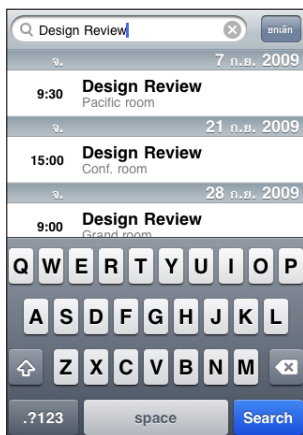 Design Review ยกเลิก
จ. 7 ก.ย. 2009
9:30 Design Review
Pacific room
จ. 21 ก.ย. 2009
15:00 Design Review
Conf. room
จ. 28 ก.ย. 2009
9:00 Design Review
Grand room
Q W E R T Y U I O P
A S D F G H J K L
Z X C V B N M
.?123 space Search